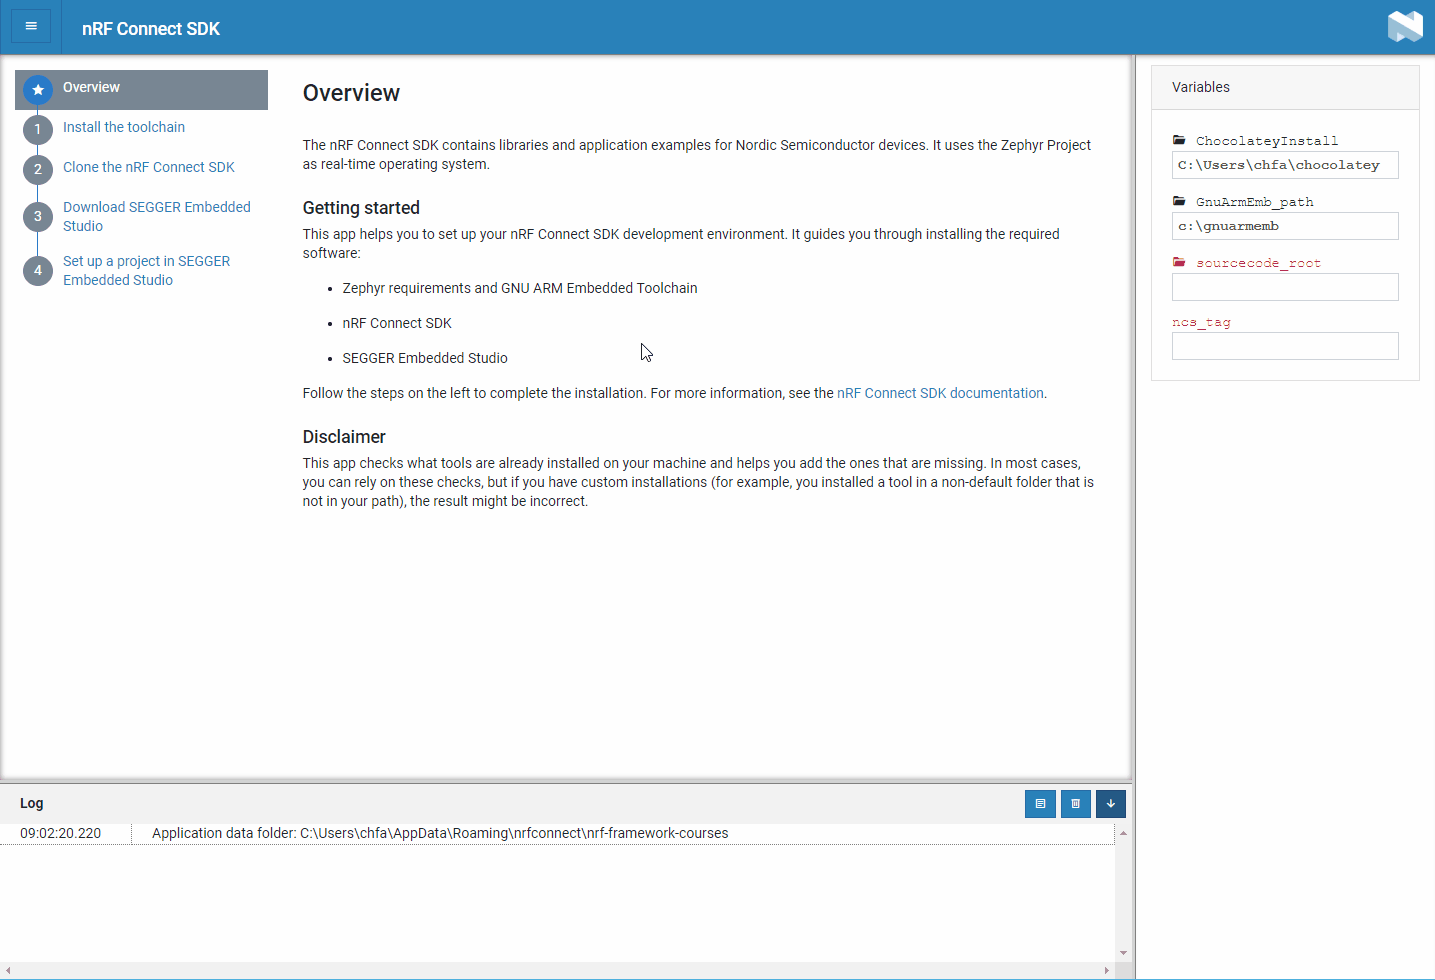 nRF Connect SDK
Overview
1 Install the toolchain
2 Clone the nRF Connect SDK
3 Download SEGGER Embedded
Studio
4 Set up a project in SEGGER
Embedded Studio
Overview
The nRF Connect SDK contains libraries and application examples for Nordic Semiconductor devices. It uses the Zephyr Project
as real-time operating system.
Getting started
This app helps you to set up your nRF Connect SDK development environment. It guides you through installing the required
software:
• Zephyr requirements and GNU ARM Embedded Toolchain
• nRF Connect SDK
• SEGGER Embedded Studio
Follow the steps on the left to complete the installation. For more information, see the nRF Connect SDK documentation.
Disclaimer
This app checks what tools are already installed on your machine and helps you add the ones that are missing. In most cases,
you can rely on these checks, but if you have custom installations (for example, you installed a tool in a non-default folder that is
not in your path), the result might be incorrect.
Variables
ChocolateyInstall
C:\Users\chfa\chocolatey
GnuArmEmb_path
c:\gnuarmemb
sourcecode_root
ncs_tag
Log
09:02:20.220 Application data folder: C:\Users\chfa\AppData\Roaming\nrfconnect\nrf-framework-courses